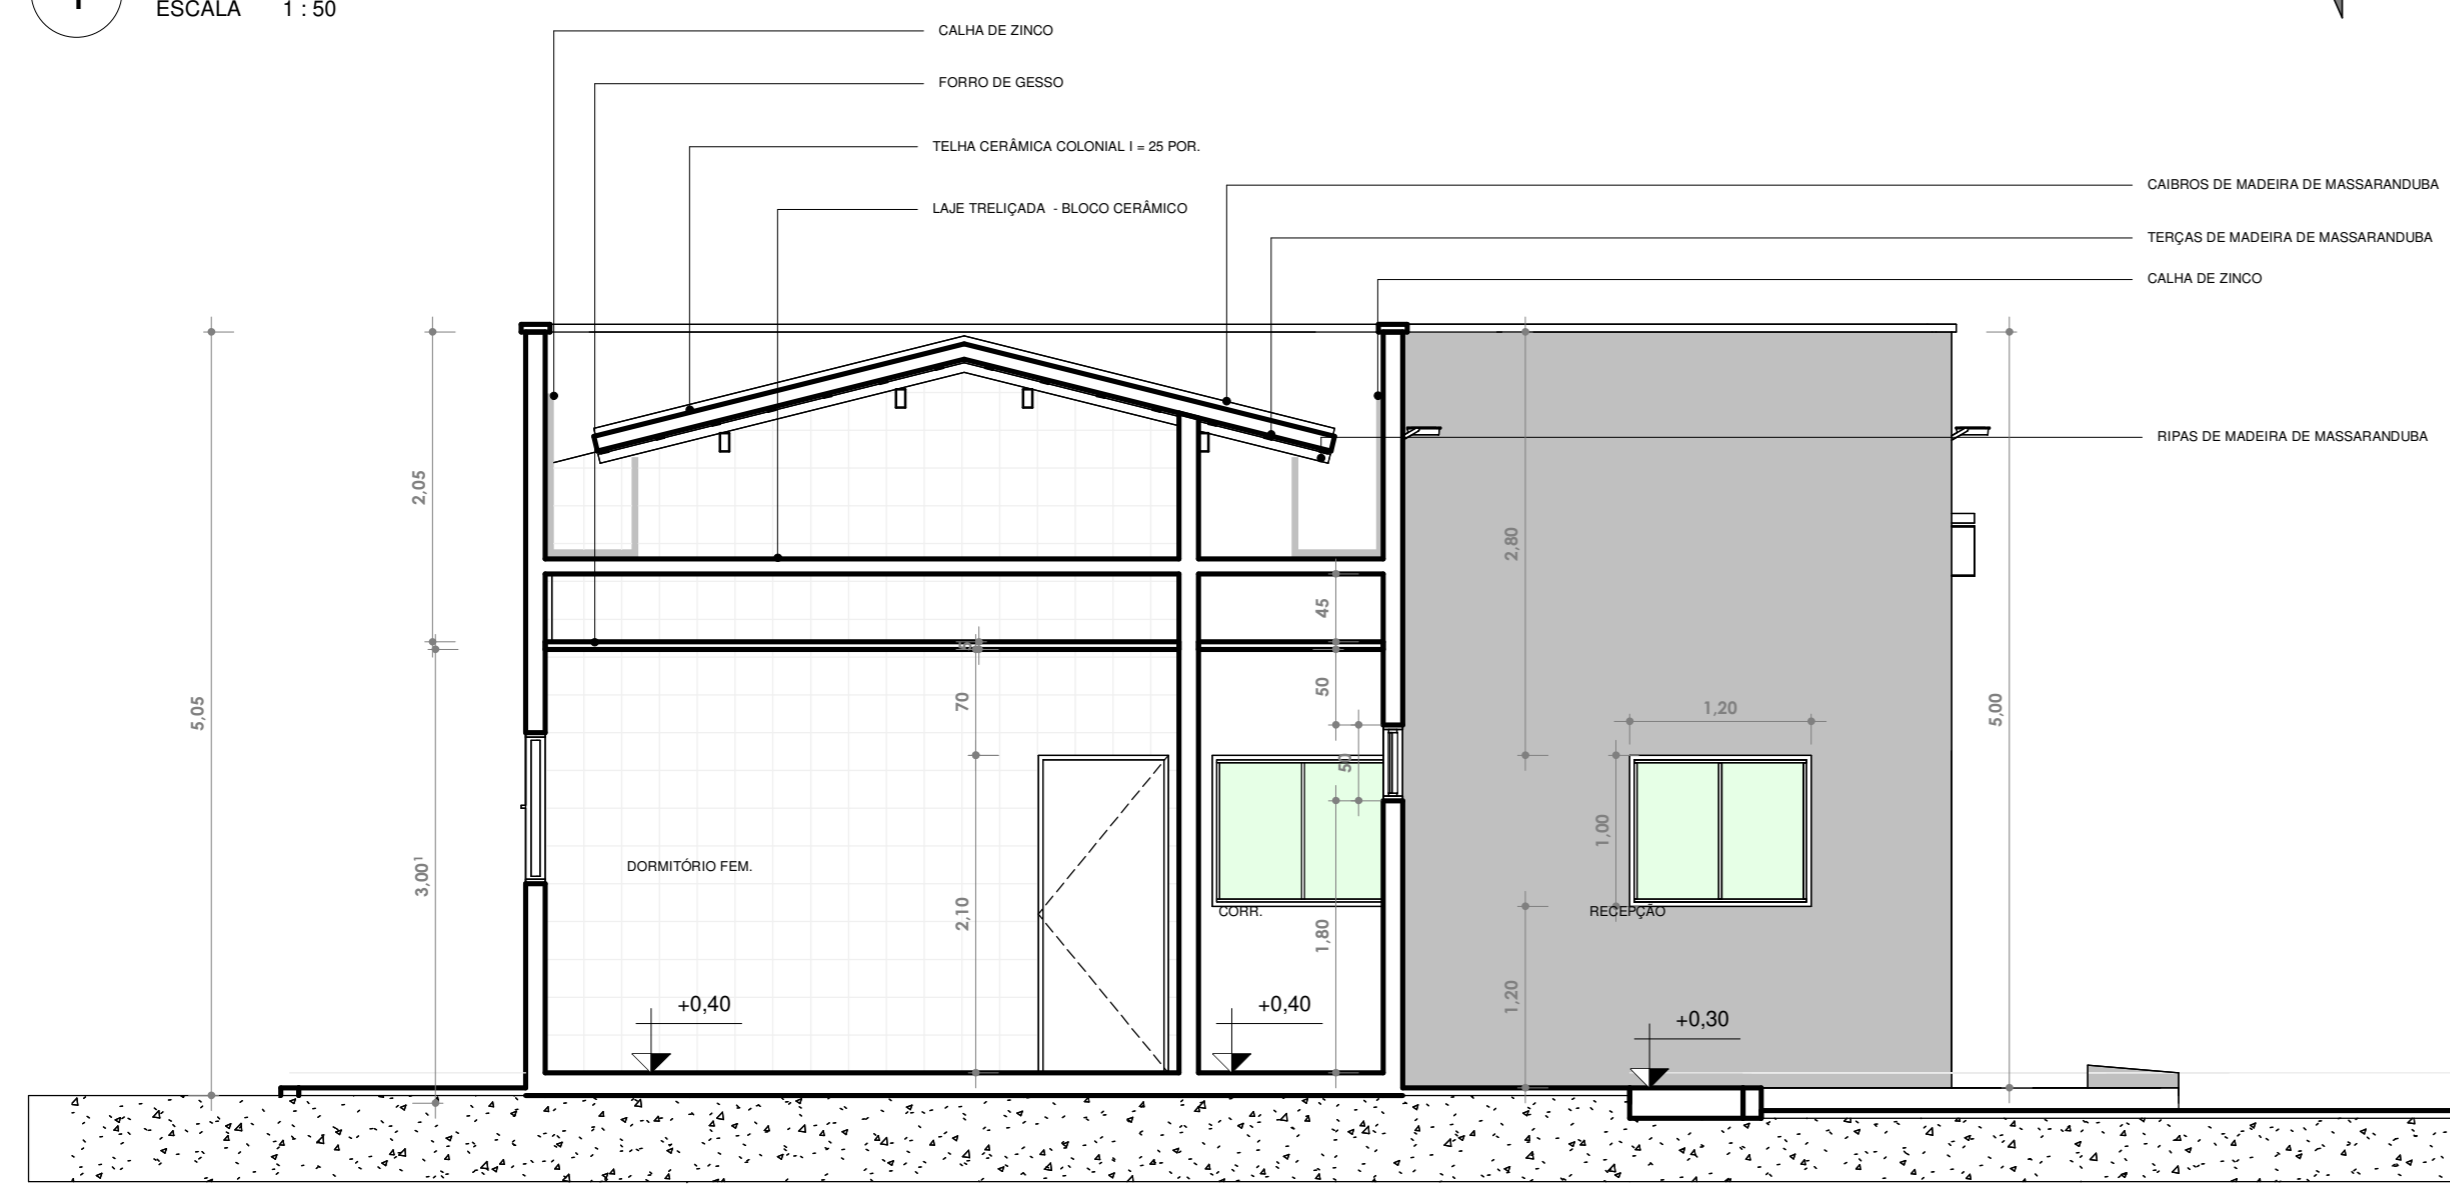 1
ESCALA 1 : 50
CALHA DE ZINCO
FORRO DE GESSO
TELHA CERÂMICA COLONIAL I = 25 POR.
CAIBROS DE MADEIRA DE MASSARANDUBA
LAJE TRELIÇADA - BLOCO CERÂMICO
TERÇAS DE MADEIRA DE MASSARANDUBA
CALHA DE ZINCO
RIPAS DE MADEIRA DE MASSARANDUBA
2,05
2,80
45
50
70
5,05
5,00
1,20
50
1,00
3,00¹
DORMITÓRIO FEM.
2,10
CORR.
RECEPÇÃO
1,80
1,20
+0,40
+0,40
+0,30